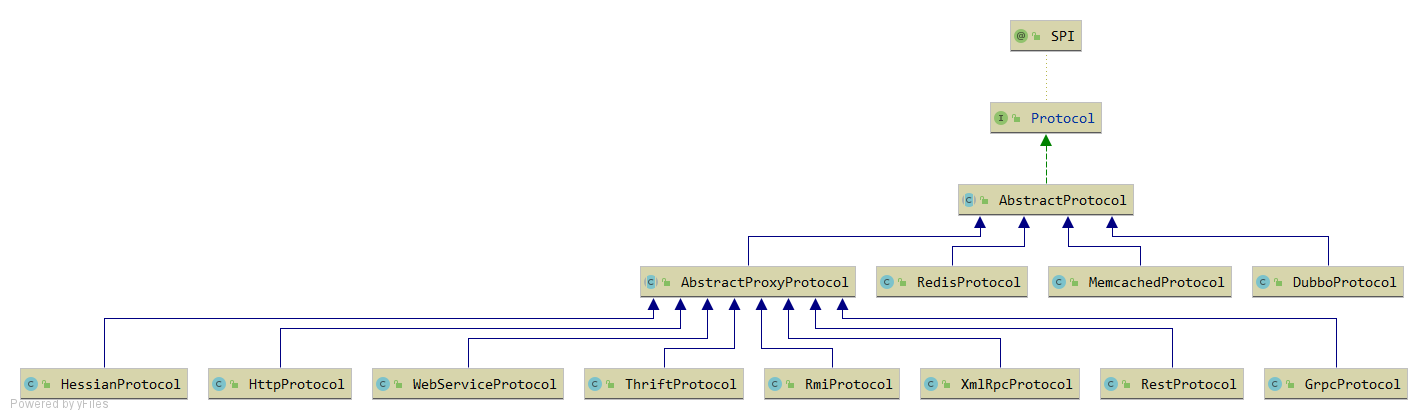 @ SPI
I Protocol
C AbstractProtocol
C AbstractProxyProtocol
C RedisProtocol
C MemcachedProtocol
C DubboProtocol
C HessianProtocol
C HttpProtocol
C WebServiceProtocol
C ThriftProtocol
C RmiProtocol
C XmlRpcProtocol
C RestProtocol
C GrpcProtocol
Powered by yFiles